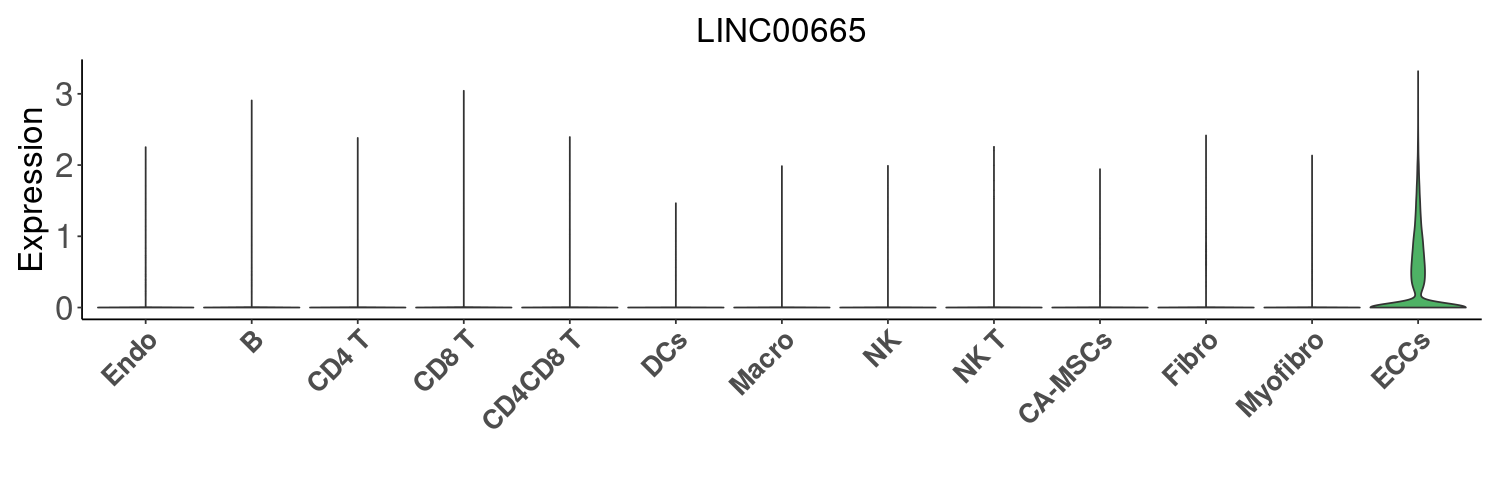 LINC00665
Expression
3
2
1
0
Endo
B
CD4 T
CD8 T
CD4CD8 T
DCs
Macro
NK
NK T
CA-MSCs
Fibro
Myofibro
ECCs